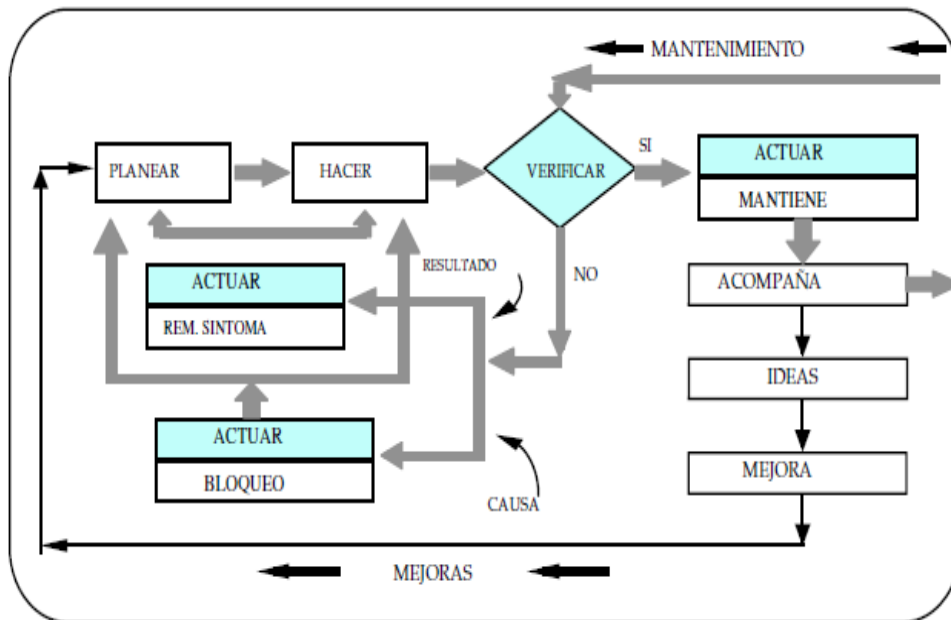 MANTENIMIENTO
PLANEAR
HACER
VERIFICAR
SI
ACTUAR
MANTIENE
RESULTADO
NO
ACTUAR
REM. SINTOMA
ACOMPAÑA
IDEAS
ACTUAR
BLOQUEO
CAUSA
MEJORA
MEJORAS